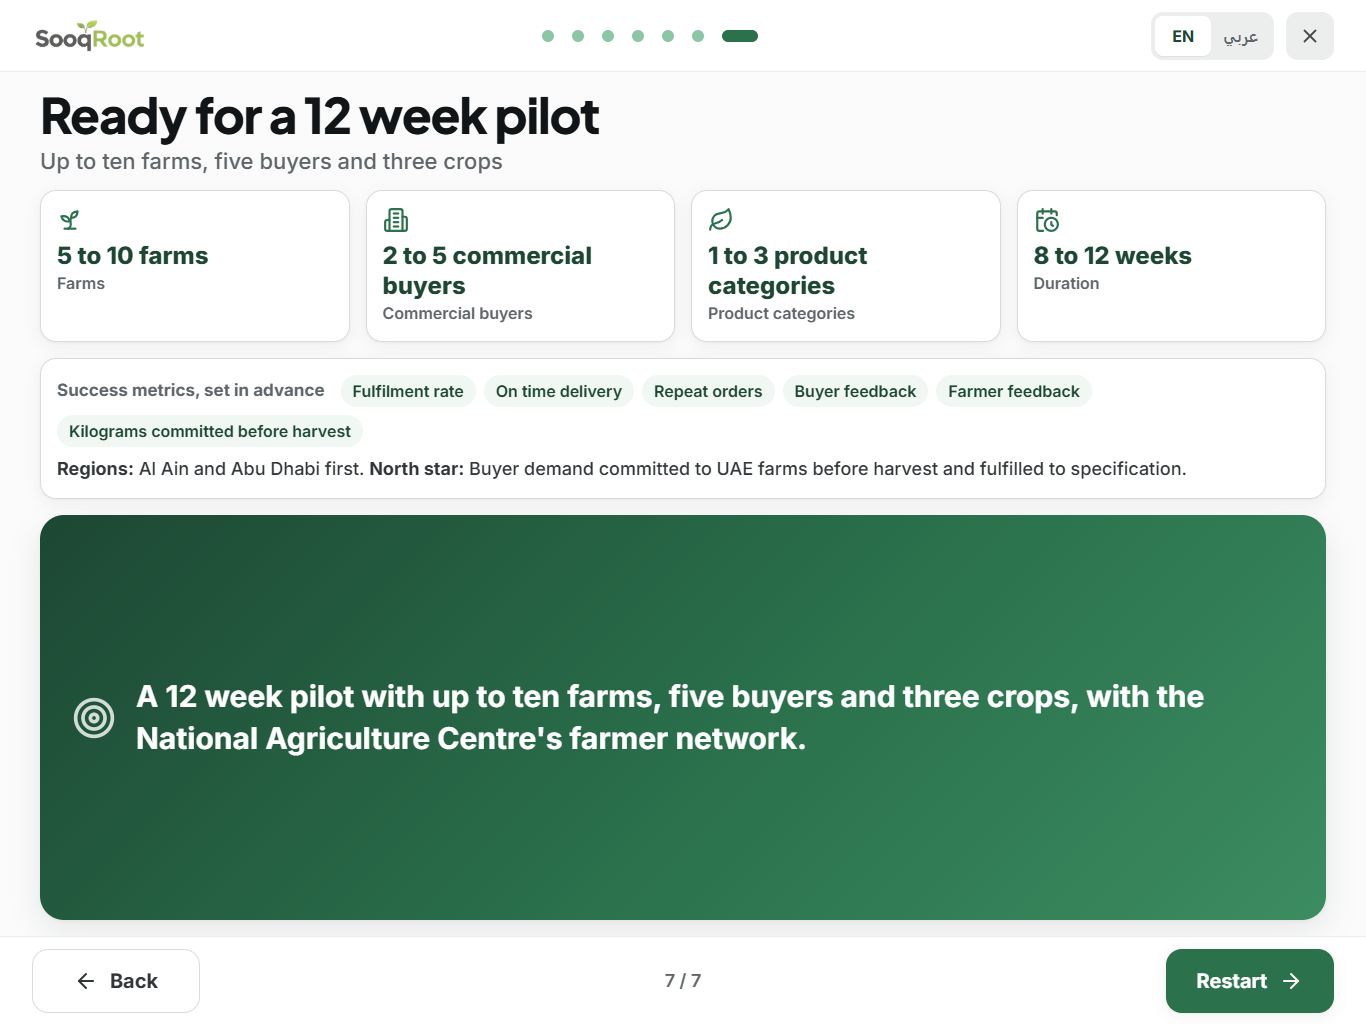 SooqRoot
EN
عربي
Ready for a 12 week pilot
Up to ten farms, five buyers and three crops
5 to 10 farms
Farms
2 to 5 commercial
buyers
Commercial buyers
1 to 3 product
categories
Product categories
8 to 12 weeks
Duration
Success metrics, set in advance
Fulfilment rate
On time delivery
Repeat orders
Buyer feedback
Farmer feedback
Kilograms committed before harvest
Regions: Al Ain and Abu Dhabi first. North star: Buyer demand committed to UAE farms before harvest and fulfilled to specification.
A 12 week pilot with up to ten farms, five buyers and three crops, with the
National Agriculture Centre's farmer network.
Back
7 / 7
Restart